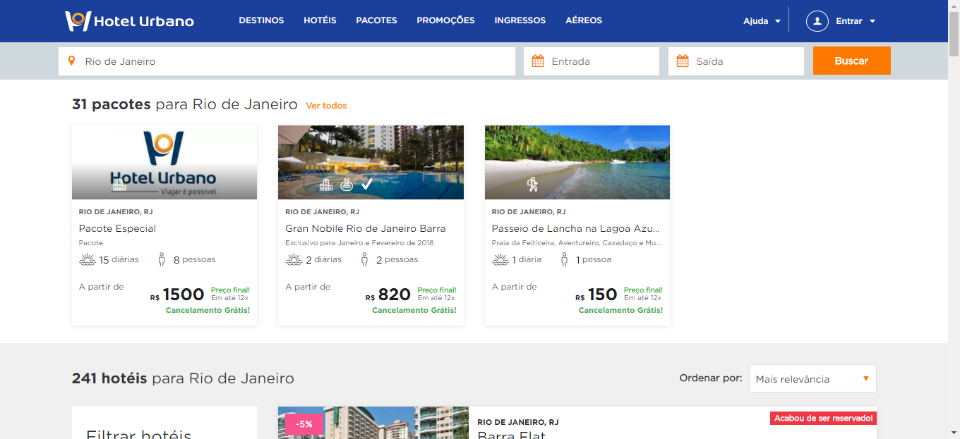 Hotel Urbano
DESTINOS HOTÉIS PACOTES PROMOÇÕES INGRESSOS AÉREOS Ajuda Entrar
Rio de Janeiro Entrada Saída Buscar
31 pacotes para Rio de Janeiro Ver todos
Hotel Urbano
Viajar é possível
RIO DE JANEIRO, RJ
Pacote Especial
Pacote
15 diárias 8 pessoas
A partir de
R$ 1500 Preço final!
Em até 12x
Cancelamento Grátis!
RIO DE JANEIRO, RJ
Gran Nobile Rio de Janeiro Barra
Exclusivo para Janeiro e Fevereiro de 2018
2 diárias 2 pessoas
A partir de
R$ 820 Preço final!
Em até 12x
Cancelamento Grátis!
RIO DE JANEIRO, RJ
Passeio de Lancha na Lagoa Azu...
Praia da Feiticeira, Aventureiro, Caxadaço e Mu...
1 diária 1 pessoa
A partir de
R$ 150 Preço final!
Em até 12x
Cancelamento Grátis!
241 hotéis para Rio de Janeiro
Ordenar por: Mais relevância
Filtrar hotéis
-5%
RIO DE JANEIRO, RJ
Barra Flat
Acabou de ser reservado!